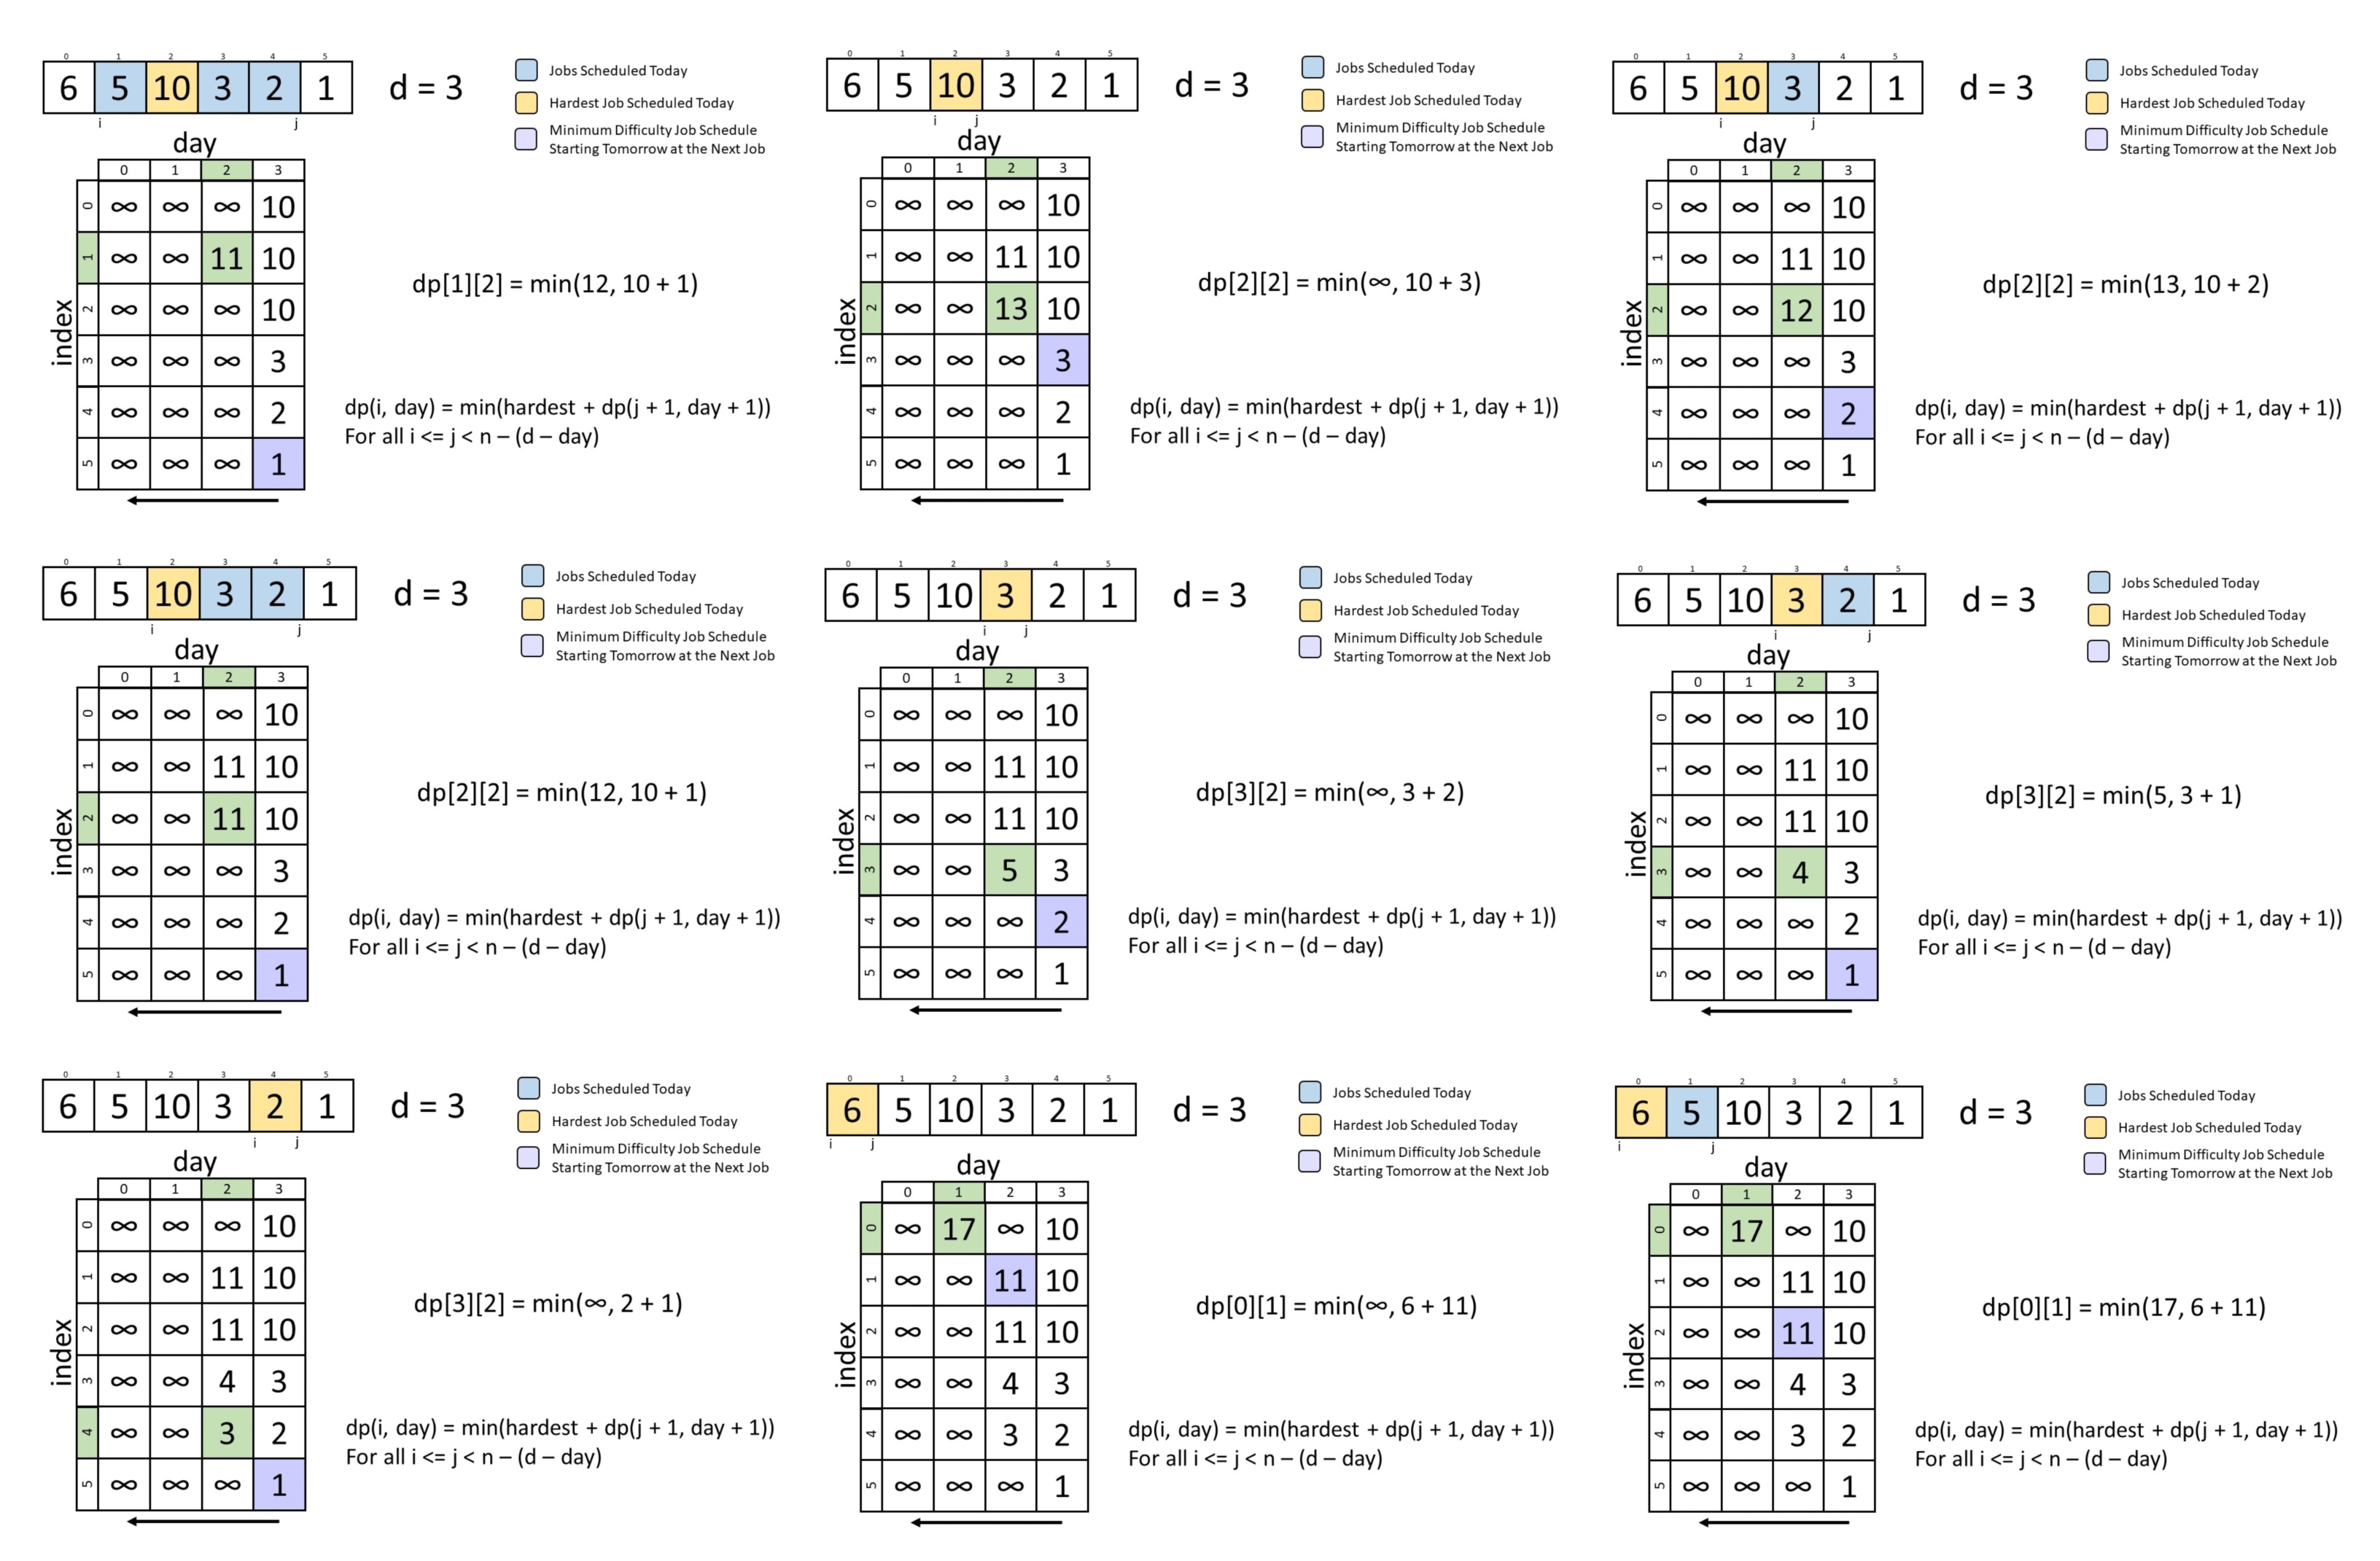 0 1 2 3 4 5
6 5 10 3 2 1
d = 3
Jobs Scheduled Today
Hardest Job Scheduled Today
Minimum Difficulty Job Schedule
Starting Tomorrow at the Next Job
i j
day
index
0 1 2 3
0 ∞ ∞ ∞ 10
1 ∞ ∞ 11 10
2 ∞ ∞ ∞ 10
3 ∞ ∞ ∞ 3
4 ∞ ∞ ∞ 2
5 ∞ ∞ ∞ 1
dp[1][2] = min(12, 10 + 1)
dp(i, day) = min(hardest + dp(j + 1, day + 1))
For all i <= j < n – (d – day)
0 1 2 3 4 5
6 5 10 3 2 1
d = 3
Jobs Scheduled Today
Hardest Job Scheduled Today
Minimum Difficulty Job Schedule
Starting Tomorrow at the Next Job
i j
day
index
0 1 2 3
0 ∞ ∞ ∞ 10
1 ∞ ∞ 11 10
2 ∞ ∞ 13 10
3 ∞ ∞ ∞ 3
4 ∞ ∞ ∞ 2
5 ∞ ∞ ∞ 1
dp[2][2] = min(∞, 10 + 3)
dp(i, day) = min(hardest + dp(j + 1, day + 1))
For all i <= j < n – (d – day)
0 1 2 3 4 5
6 5 10 3 2 1
d = 3
Jobs Scheduled Today
Hardest Job Scheduled Today
Minimum Difficulty Job Schedule
Starting Tomorrow at the Next Job
i j
day
index
0 1 2 3
0 ∞ ∞ ∞ 10
1 ∞ ∞ 11 10
2 ∞ ∞ 12 10
3 ∞ ∞ ∞ 3
4 ∞ ∞ ∞ 2
5 ∞ ∞ ∞ 1
dp[2][2] = min(13, 10 + 2)
dp(i, day) = min(hardest + dp(j + 1, day + 1))
For all i <= j < n – (d – day)
0 1 2 3 4 5
6 5 10 3 2 1
d = 3
Jobs Scheduled Today
Hardest Job Scheduled Today
Minimum Difficulty Job Schedule
Starting Tomorrow at the Next Job
i j
day
index
0 1 2 3
0 ∞ ∞ ∞ 10
1 ∞ ∞ 11 10
2 ∞ ∞ 11 10
3 ∞ ∞ ∞ 3
4 ∞ ∞ ∞ 2
5 ∞ ∞ ∞ 1
dp[2][2] = min(12, 10 + 1)
dp(i, day) = min(hardest + dp(j + 1, day + 1))
For all i <= j < n – (d – day)
0 1 2 3 4 5
6 5 10 3 2 1
d = 3
Jobs Scheduled Today
Hardest Job Scheduled Today
Minimum Difficulty Job Schedule
Starting Tomorrow at the Next Job
i j
day
index
0 1 2 3
0 ∞ ∞ ∞ 10
1 ∞ ∞ 11 10
2 ∞ ∞ 11 10
3 ∞ ∞ 5 3
4 ∞ ∞ ∞ 2
5 ∞ ∞ ∞ 1
dp[3][2] = min(∞, 3 + 2)
dp(i, day) = min(hardest + dp(j + 1, day + 1))
For all i <= j < n – (d – day)
0 1 2 3 4 5
6 5 10 3 2 1
d = 3
Jobs Scheduled Today
Hardest Job Scheduled Today
Minimum Difficulty Job Schedule
Starting Tomorrow at the Next Job
i j
day
index
0 1 2 3
0 ∞ ∞ ∞ 10
1 ∞ ∞ 11 10
2 ∞ ∞ 11 10
3 ∞ ∞ 4 3
4 ∞ ∞ ∞ 2
5 ∞ ∞ ∞ 1
dp[3][2] = min(5, 3 + 1)
dp(i, day) = min(hardest + dp(j + 1, day + 1))
For all i <= j < n – (d – day)
0 1 2 3 4 5
6 5 10 3 2 1
d = 3
Jobs Scheduled Today
Hardest Job Scheduled Today
Minimum Difficulty Job Schedule
Starting Tomorrow at the Next Job
i j
day
index
0 1 2 3
0 ∞ ∞ ∞ 10
1 ∞ ∞ 11 10
2 ∞ ∞ 11 10
3 ∞ ∞ 4 3
4 ∞ ∞ 3 2
5 ∞ ∞ ∞ 1
dp[3][2] = min(∞, 2 + 1)
dp(i, day) = min(hardest + dp(j + 1, day + 1))
For all i <= j < n – (d – day)
0 1 2 3 4 5
6 5 10 3 2 1
d = 3
Jobs Scheduled Today
Hardest Job Scheduled Today
Minimum Difficulty Job Schedule
Starting Tomorrow at the Next Job
i j
day
index
0 1 2 3
0 ∞ 17 ∞ 10
1 ∞ ∞ 11 10
2 ∞ ∞ 11 10
3 ∞ ∞ 4 3
4 ∞ ∞ 3 2
5 ∞ ∞ ∞ 1
dp[0][1] = min(∞, 6 + 11)
dp(i, day) = min(hardest + dp(j + 1, day + 1))
For all i <= j < n – (d – day)
0 1 2 3 4 5
6 5 10 3 2 1
d = 3
Jobs Scheduled Today
Hardest Job Scheduled Today
Minimum Difficulty Job Schedule
Starting Tomorrow at the Next Job
i j
day
index
0 1 2 3
0 ∞ 17 ∞ 10
1 ∞ ∞ 11 10
2 ∞ ∞ 11 10
3 ∞ ∞ 4 3
4 ∞ ∞ 3 2
5 ∞ ∞ ∞ 1
dp[0][1] = min(17, 6 + 11)
dp(i, day) = min(hardest + dp(j + 1, day + 1))
For all i <= j < n – (d – day)